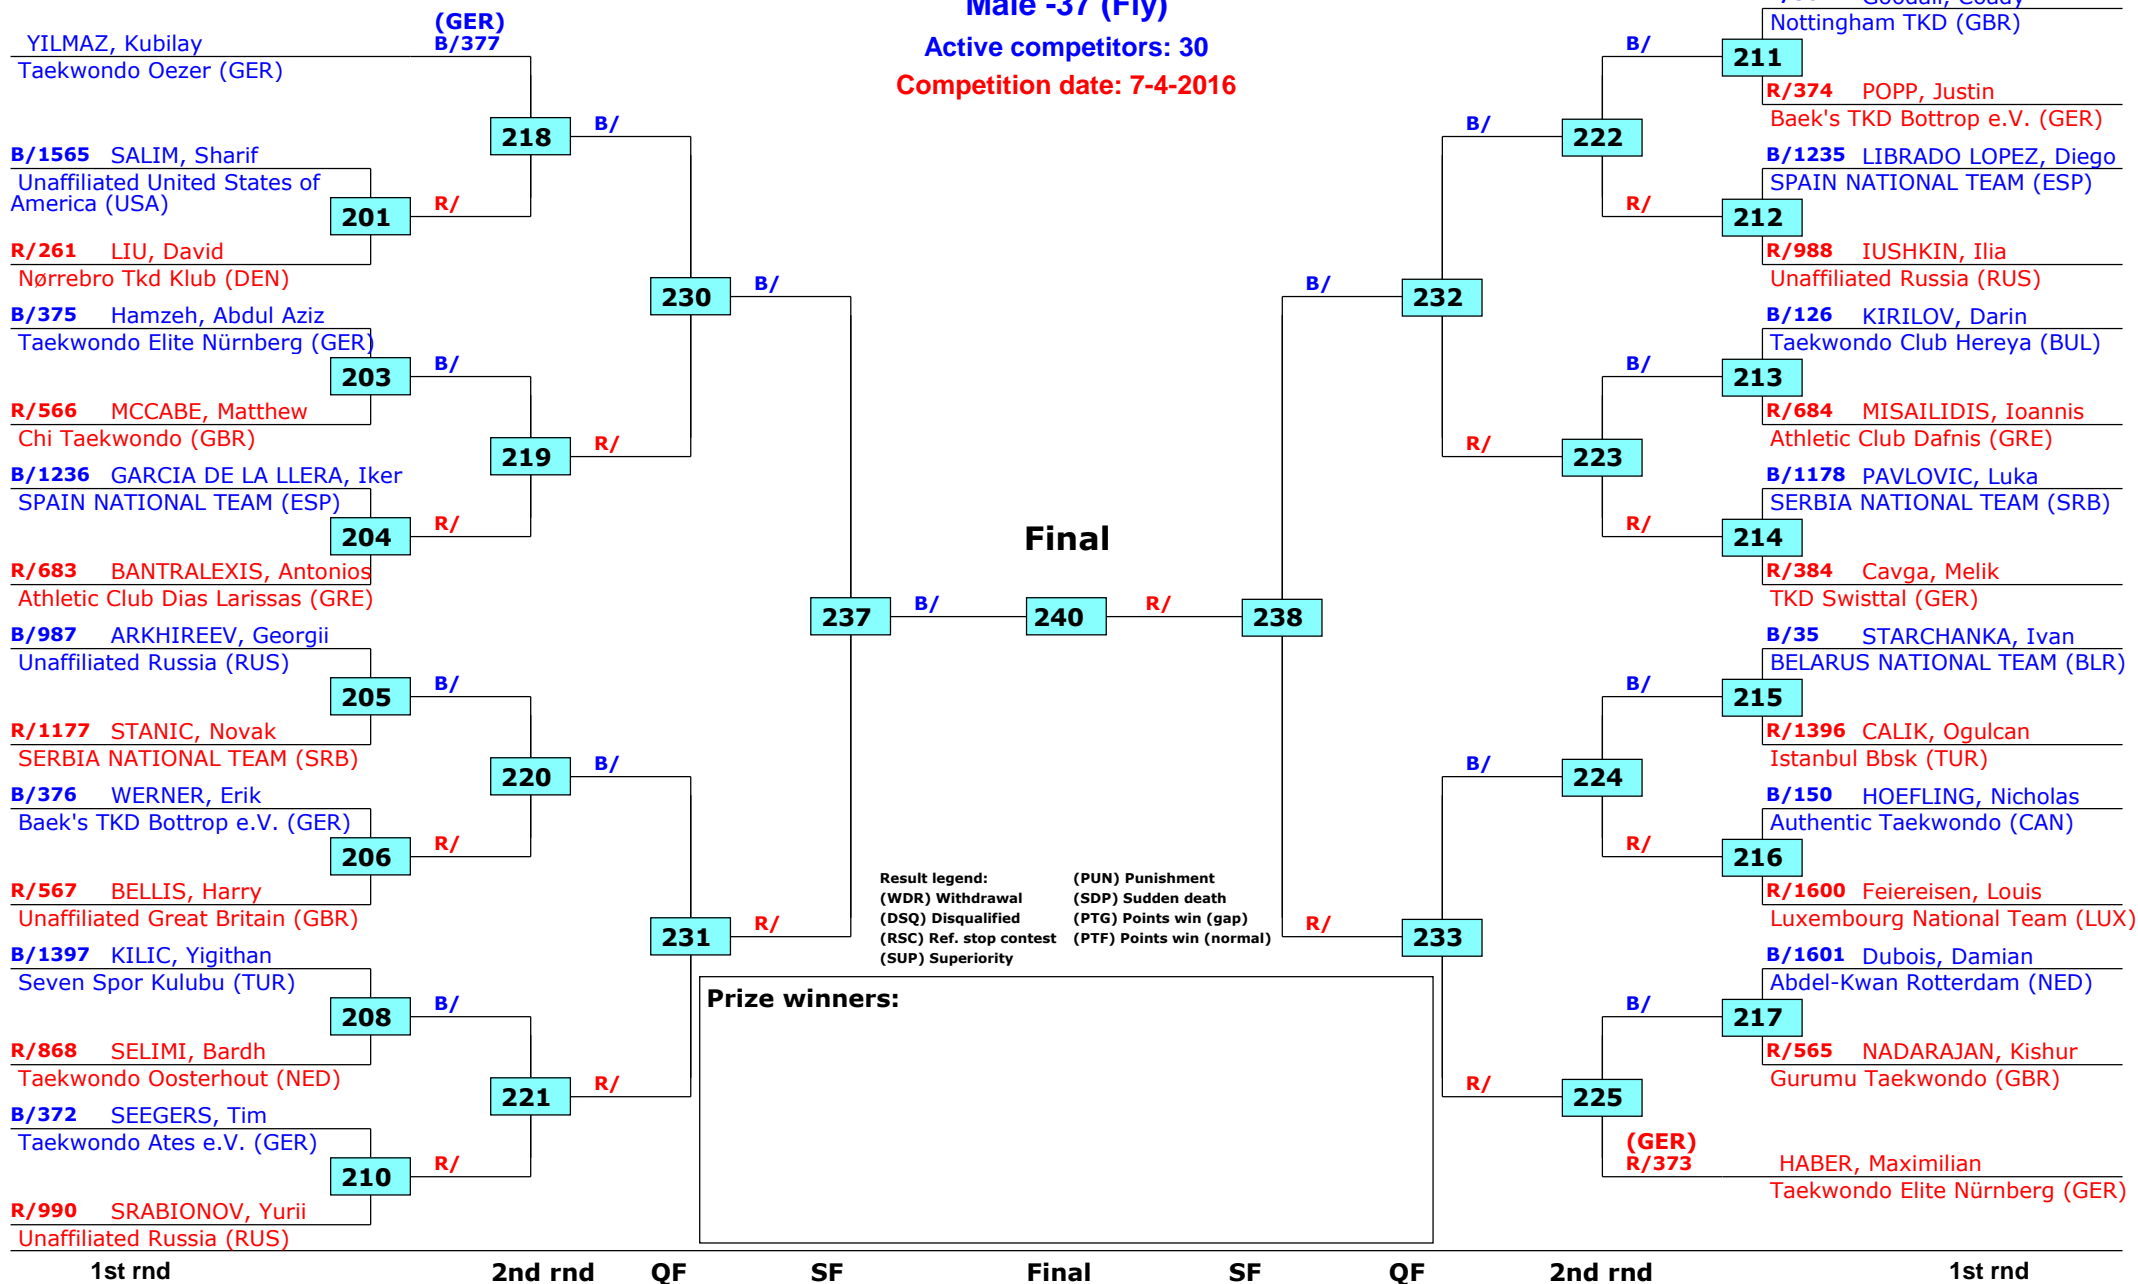 Male -37 (Fly)
Active competitors: 30
Competition date: 7-4-2016
(GER)
YILMAZ, Kubilay B/377
Taekwondo Oezer (GER)
218
B/
B/1565 SALIM, Sharif
Unaffiliated United States of
America (USA)
201
R/
R/261 LIU, David
Nørrebro Tkd Klub (DEN)
230
B/
B/375 Hamzeh, Abdul Aziz
Taekwondo Elite Nürnberg (GER)
203
B/
R/566 MCCABE, Matthew
Chi Taekwondo (GBR)
219
R/
B/1236 GARCIA DE LA LLERA, Iker
SPAIN NATIONAL TEAM (ESP)
204
R/
R/683 BANTRALEXIS, Antonios
Athletic Club Dias Larissas (GRE)
237
B/
B/987 ARKHIREEV, Georgii
Unaffiliated Russia (RUS)
205
B/
R/1177 STANIC, Novak
SERBIA NATIONAL TEAM (SRB)
220
B/
B/376 WERNER, Erik
Baek's TKD Bottrop e.V. (GER)
206
R/
R/567 BELLIS, Harry
Unaffiliated Great Britain (GBR)
231
R/
B/1397 KILIC, Yigithan
Seven Spor Kulubu (TUR)
208
B/
R/868 SELIMI, Bardh
Taekwondo Oosterhout (NED)
221
R/
B/372 SEEGERS, Tim
Taekwondo Ates e.V. (GER)
210
R/
R/990 SRABIONOV, Yurii
Unaffiliated Russia (RUS)
Final
240
R/
238
Result legend: (PUN) Punishment
(WDR) Withdrawal (SDP) Sudden death
(DSQ) Disqualified (PTG) Points win (gap)
(RSC) Ref. stop contest (PTF) Points win (normal)
(SUP) Superiority
Prize winners:
Nottingham TKD (GBR)
B/
211
R/374 POPP, Justin
Baek's TKD Bottrop e.V. (GER)
B/
222
B/1235 LIBRADO LOPEZ, Diego
SPAIN NATIONAL TEAM (ESP)
R/
212
R/988 IUSHKIN, Ilia
Unaffiliated Russia (RUS)
B/
232
B/126 KIRILOV, Darin
Taekwondo Club Hereya (BUL)
B/
213
R/684 MISAILIDIS, Ioannis
Athletic Club Dafnis (GRE)
R/
223
B/1178 PAVLOVIC, Luka
SERBIA NATIONAL TEAM (SRB)
R/
214
R/384 Cavga, Melik
TKD Swisttal (GER)
B/35 STARCHANKA, Ivan
BELARUS NATIONAL TEAM (BLR)
B/
215
R/1396 CALIK, Ogulcan
Istanbul Bbsk (TUR)
B/
224
B/150 HOEFLING, Nicholas
Authentic Taekwondo (CAN)
R/
216
R/1600 Feiereisen, Louis
Luxembourg National Team (LUX)
R/
233
B/1601 Dubois, Damian
Abdel-Kwan Rotterdam (NED)
B/
217
R/565 NADARAJAN, Kishur
Gurumu Taekwondo (GBR)
R/
225
(GER)
R/373 HABER, Maximilian
Taekwondo Elite Nürnberg (GER)
1st rnd 2nd rnd QF SF Final SF QF 2nd rnd 1st rnd